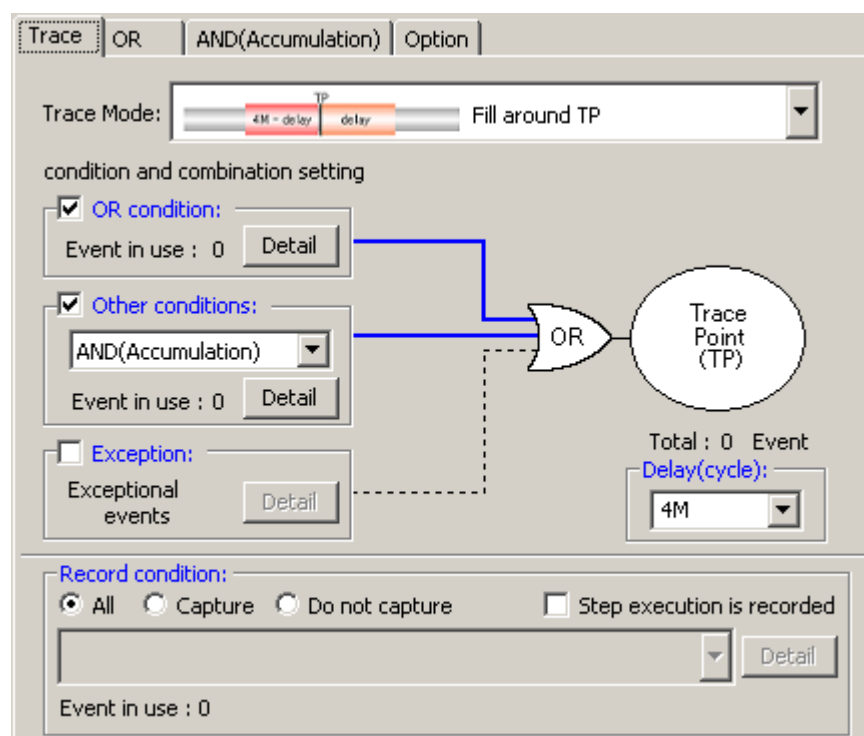 Trace OR AND(Accumulation) Option
TP
Trace Mode: 4M - delay delay Fill around TP
condition and combination setting
OR condition:
Event in use : 0 Detail
Other conditions:
AND(Accumulation)
Event in use : 0 Detail
Exception:
Exceptional
events
Detail
OR
Trace
Point
(TP)
Total : 0 Event
Delay(cycle):
4M
Record condition:
All Capture Do not capture Step execution is recorded
Detail
Event in use : 0